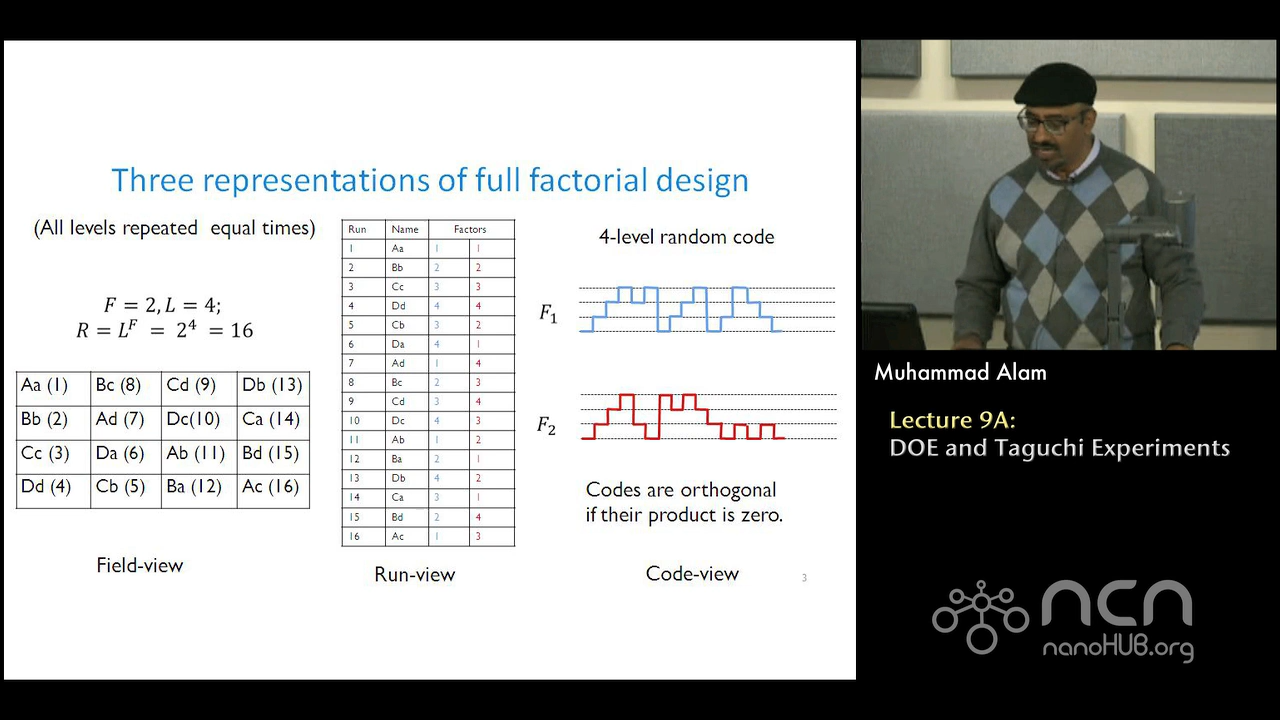 Three representations of full factorial design
(All levels repeated equal times)
F = 2, L = 4;
R = L^F = 2^4 = 16
Aa (1) Bc (8) Cd (9) Db (13)
Bb (2) Ad (7) Dc(10) Ca (14)
Cc (3) Da (6) Ab (11) Bd (15)
Dd (4) Cb (5) Ba (12) Ac (16)
Field-view
Run Name Factors
1 Aa 1 1
2 Bb 2 2
3 Cc 3 3
4 Dd 4 4
5 Cb 3 2
6 Da 4 1
7 Ad 1 4
8 Bc 2 3
9 Cd 3 4
10 Dc 4 3
11 Ab 1 2
12 Ba 2 1
13 Db 4 2
14 Ca 3 1
15 Bd 2 4
16 Ac 1 3
Run-view
4-level random code
F₁
F₂
Codes are orthogonal
if their product is zero.
Code-view
3
Muhammad Alam
Lecture 9A:
DOE and Taguchi Experiments
ncn
nanoHUB.org